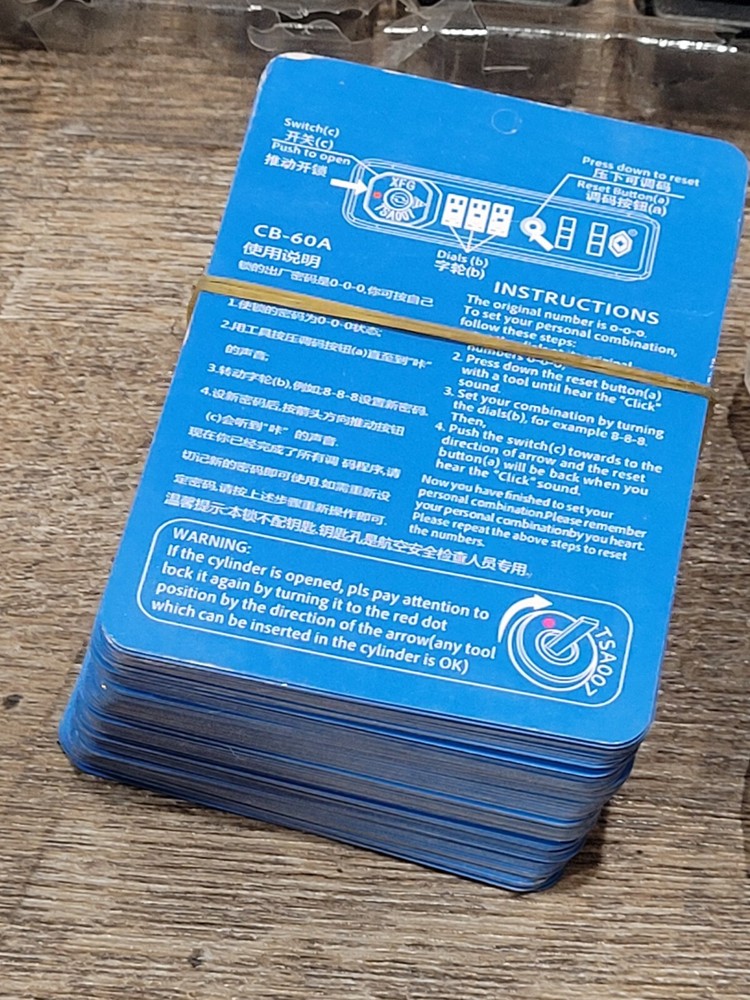 Switch(c)
开关(c)
Push to open
推动开锁
Press down to reset
压下可调码
Reset Button(a)
调码按钮(a)
XFG
TSA007
Dials (b)
字轮(b)
CB-60A
使用说明
锁的出厂密码是0-0-0,你可按自己
1.使锁的密码为0-0-0状态;
2.用工具按压调码按钮(a)直至到"咔"
的声音;
3.转动字轮(b),例如:8-8-8设置新密码.
4.设新密码后,按箭头方向推动按钮
(c)会听到"咔"的声音.
现在你已经完成了所有调 码程序,请
切记新的密码即可使用.如需重新设
定密码,请按上述步骤重新操作即可.
温馨提示:本锁不配钥匙,钥匙孔是航空安全检查人员专用.
INSTRUCTIONS
The original number is 0-0-0.
To set your personal combination,
follow these steps:
original
numbers 0-0-0;
2. Press down the reset button(a)
with a tool until hear the "Click"
sound.
3. Set your combination by turning
the dials(b), for example 8-8-8.
Then,
4. Push the switch(c) towards to the
direction of arrow and the reset
button(a) will be back when you
hear the "Click" sound.
Now you have finished to set your
personal combination.Please remember
your personal combinationby you heart.
Please repeat the above steps to reset
the numbers.
WARNING:
If the cylinder is opened, pls pay attention to
lock it again by turning it to the red dot
position by the direction of the arrow(any tool
which can be inserted in the cylinder is OK)
TSA007